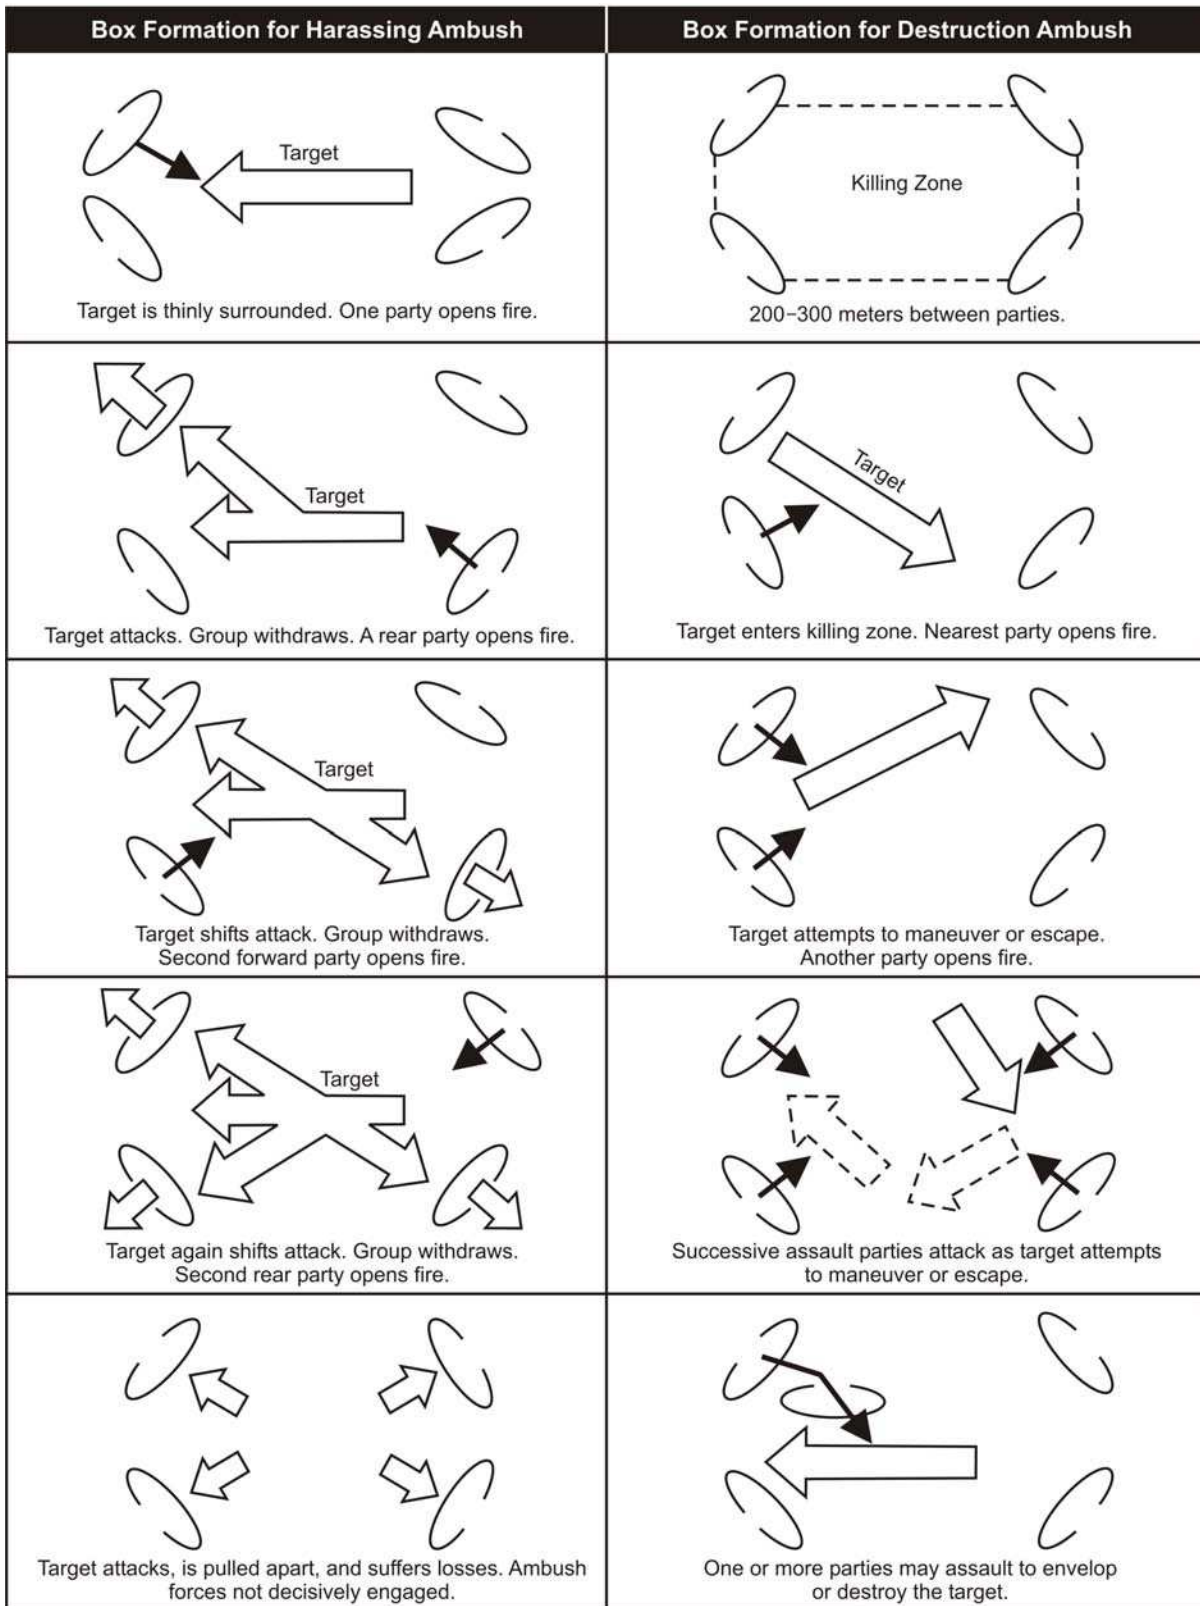 Box Formation for Harassing Ambush
Box Formation for Destruction Ambush
Target
Target is thinly surrounded. One party opens fire.
Killing Zone
200–300 meters between parties.
Target
Target attacks. Group withdraws. A rear party opens fire.
Target
Target enters killing zone. Nearest party opens fire.
Target
Target shifts attack. Group withdraws.
Second forward party opens fire.
Target attempts to maneuver or escape.
Another party opens fire.
Target
Target again shifts attack. Group withdraws.
Second rear party opens fire.
Successive assault parties attack as target attempts
to maneuver or escape.
Target attacks, is pulled apart, and suffers losses. Ambush
forces not decisively engaged.
One or more parties may assault to envelop
or destroy the target.